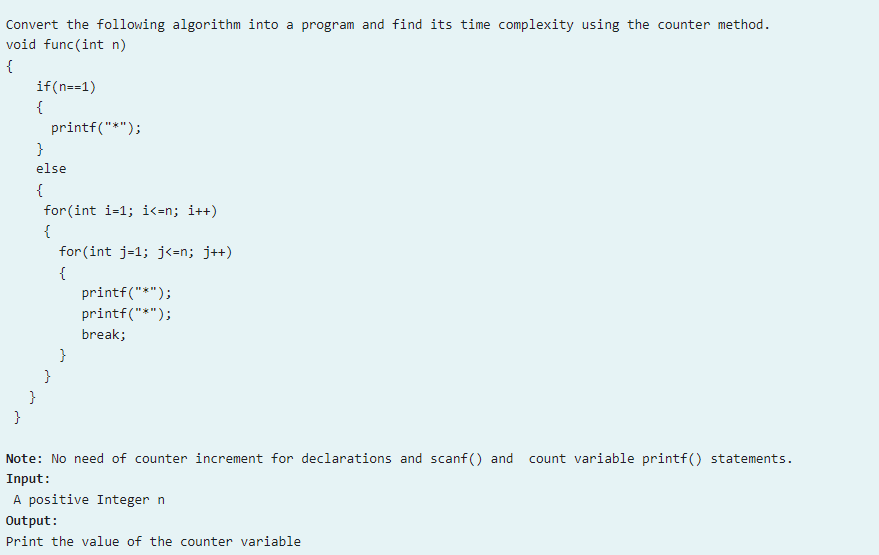 Convert the following algorithm into a program and find its time complexity using the counter method.
void func(int n)
{
    if(n==1)
    {
      printf("*");
    }
    else
    {
     for(int i=1; i<=n; i++)
     {
       for(int j=1; j<=n; j++)
       {
          printf("*");
          printf("*");
          break;
       }
     }
   }
 }
Note: No need of counter increment for declarations and scanf() and  count variable printf() statements.
Input:
 A positive Integer n
Output:
Print the value of the counter variable